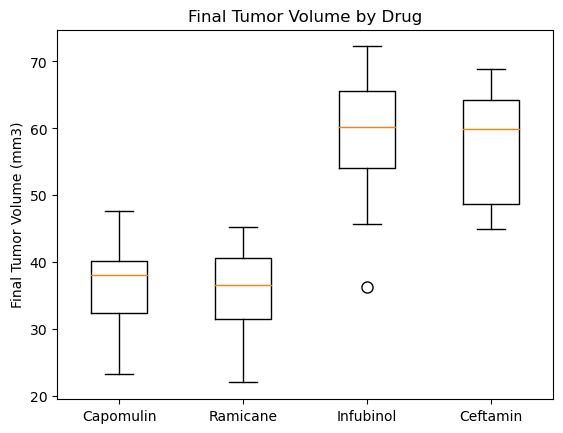 Final Tumor Volume by Drug
Final Tumor Volume (mm3)
70
60
50
40
30
20
Capomulin Ramicane Infubinol Ceftamin